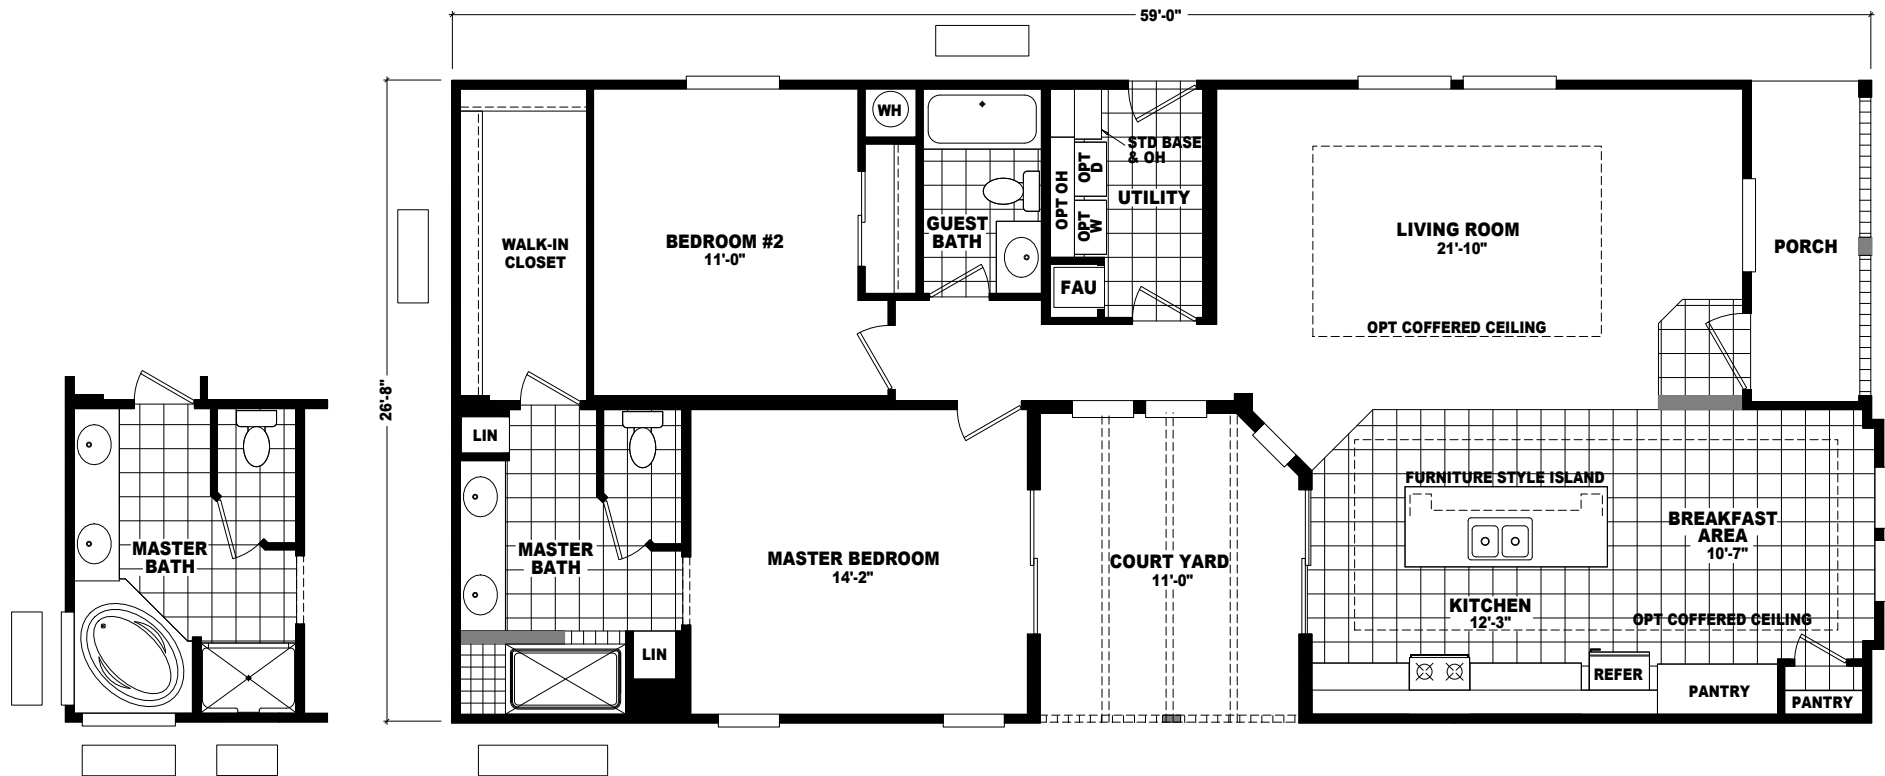 59'-0"
26'-8"
WH
STD BASE
& OH
OPT D
OPT OH
OPT W
UTILITY
FAU
GUEST
BATH
BEDROOM #2
11'-0"
WALK-IN
CLOSET
LIVING ROOM
21'-10"
OPT COFFERED CEILING
PORCH
LIN
MASTER
BATH
MASTER
BATH
LIN
MASTER BEDROOM
14'-2"
COURT YARD
11'-0"
FURNITURE STYLE ISLAND
BREAKFAST
AREA
10'-7"
KITCHEN
12'-3"
OPT COFFERED CEILING
REFER
PANTRY
PANTRY